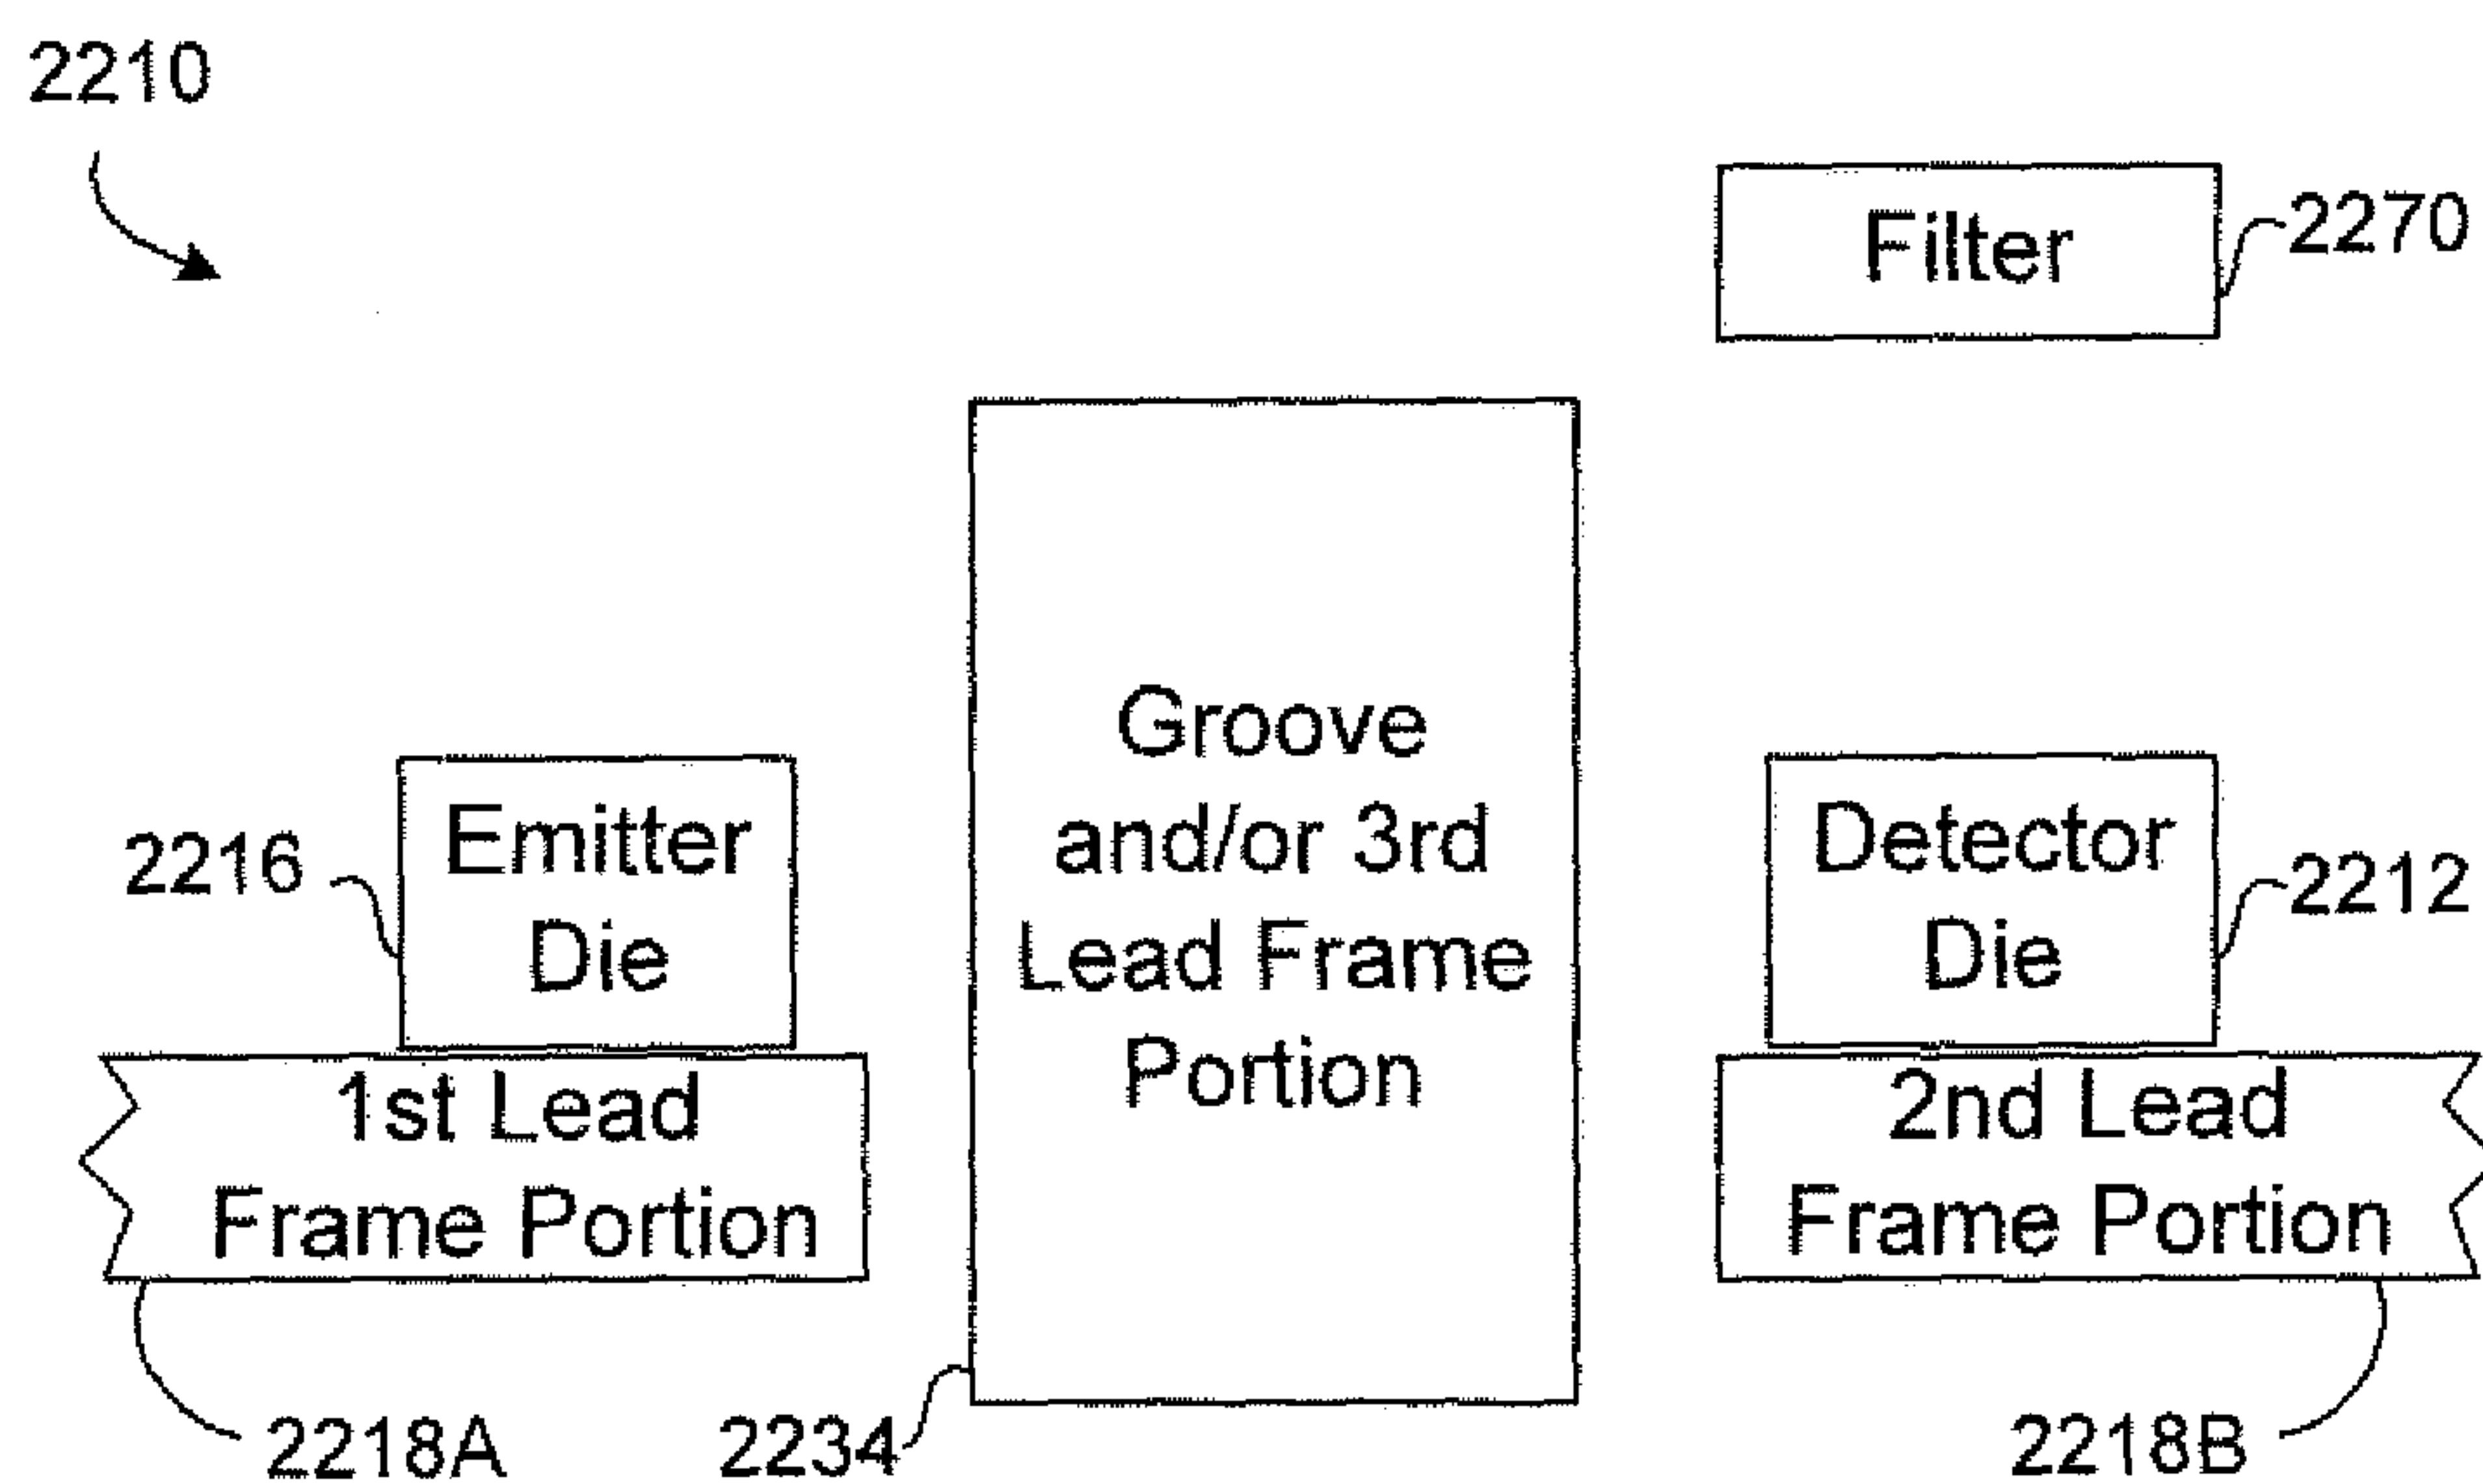 2210
Filter
2270
Groove
and/or 3rd
Lead Frame
Portion
Emitter
Die
2216
Detector
Die
2212
1st Lead
Frame Portion
2nd Lead
Frame Portion
2218A
2234
2218B